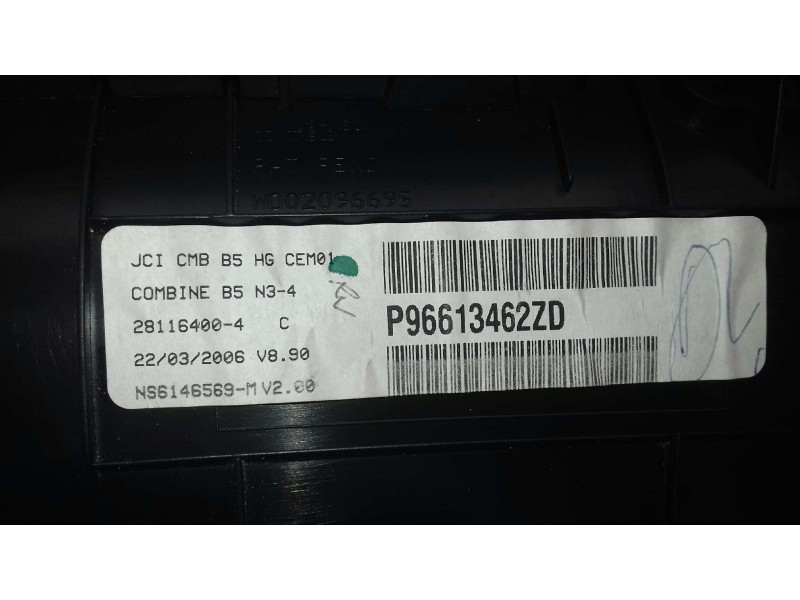 WO02096695
JCI CMB B5 HG CEM01
COMBINE B5 N3-4
28116400-4 C
22/03/2006 V8.90
NS6146569-M V2.00
P96613462ZD